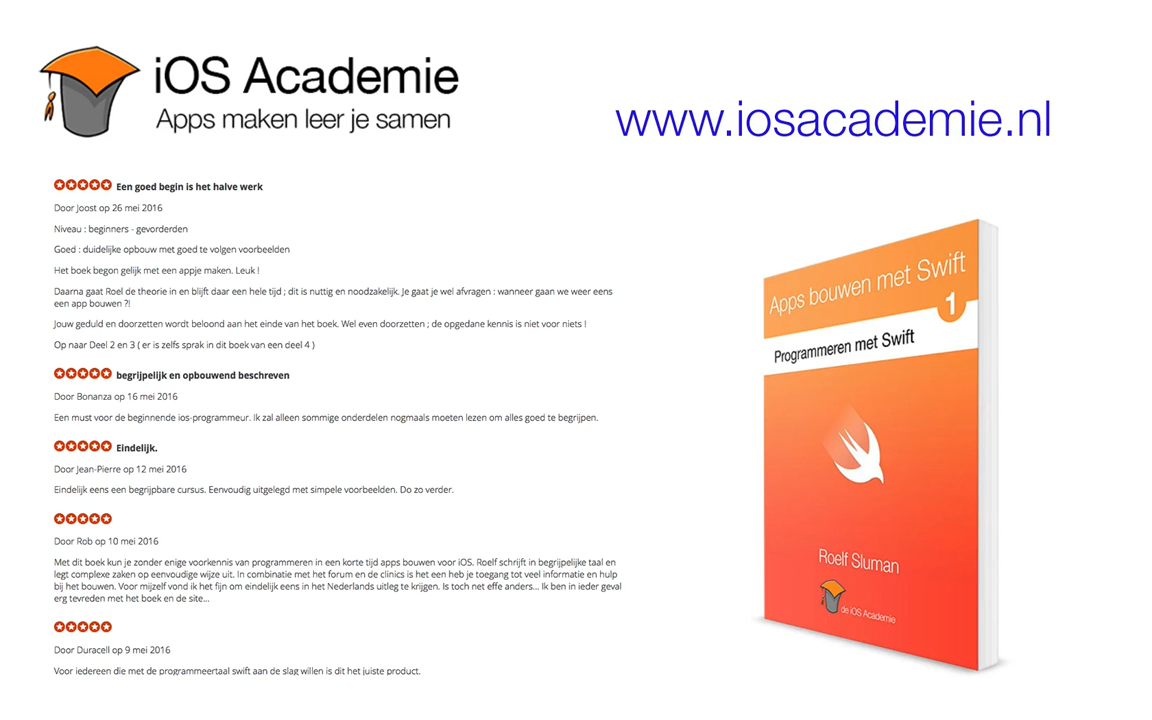 iOS Academie
Apps maken leer je samen
www.iosacademie.nl
Een goed begin is het halve werk
Door Joost op 26 mei 2016
Niveau : beginners - gevorderden
Goed : duidelijke opbouw met goed te volgen voorbeelden
Het boek begon gelijk met een appje maken. Leuk !
Daarna gaat Roel de theorie in en blijft daar een hele tijd ; dit is nuttig en noodzakelijk. Je gaat je wel afvragen : wanneer gaan we weer eens
een app bouwen ?!
Jouw geduld en doorzetten wordt beloond aan het einde van het boek. Wel even doorzetten ; de opgedane kennis is niet voor niets !
Op naar Deel 2 en 3 ( er is zelfs sprak in dit boek van een deel 4 )
begrijpelijk en opbouwend beschreven
Door Bonanza op 16 mei 2016
Een must voor de beginnende ios-programmeur. Ik zal alleen sommige onderdelen nogmaals moeten lezen om alles goed te begrijpen.
Eindelijk.
Door Jean-Pierre op 12 mei 2016
Eindelijk eens een begrijpbare cursus. Eenvoudig uitgelegd met simpele voorbeelden. Do zo verder.
Door Rob op 10 mei 2016
Met dit boek kun je zonder enige voorkennis van programmeren in een korte tijd apps bouwen voor iOS. Roelf schrijft in begrijpelijke taal en
legt complexe zaken op eenvoudige wijze uit. In combinatie met het forum en de clinics is het een heb je toegang tot veel informatie en hulp
bij het bouwen. Voor mijzelf vond ik het fijn om eindelijk eens in het Nederlands uitleg te krijgen. Is toch net effe anders... Ik ben in ieder geval
erg tevreden met het boek en de site...
Door Duracell op 9 mei 2016
Voor iedereen die met de programmeertaal swift aan de slag willen is dit het juiste product.
Apps bouwen met Swift
1
Programmeren met Swift
Roelf Sluman
de iOS Academie